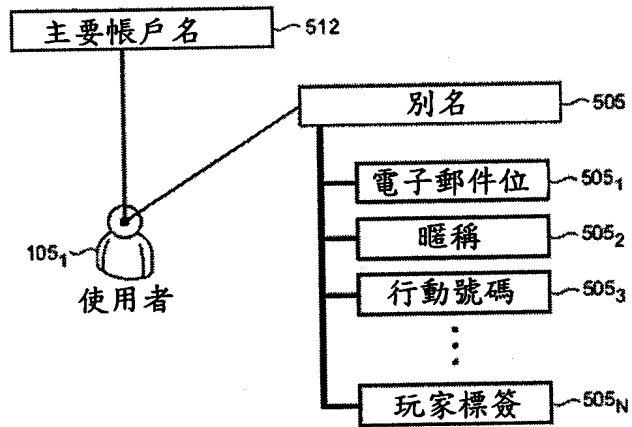 主要帳戶名 512
別名 505
電子郵件位 505₁
暱稱 505₂
行動號碼 505₃
玩家標簽 505N
105₁
使用者